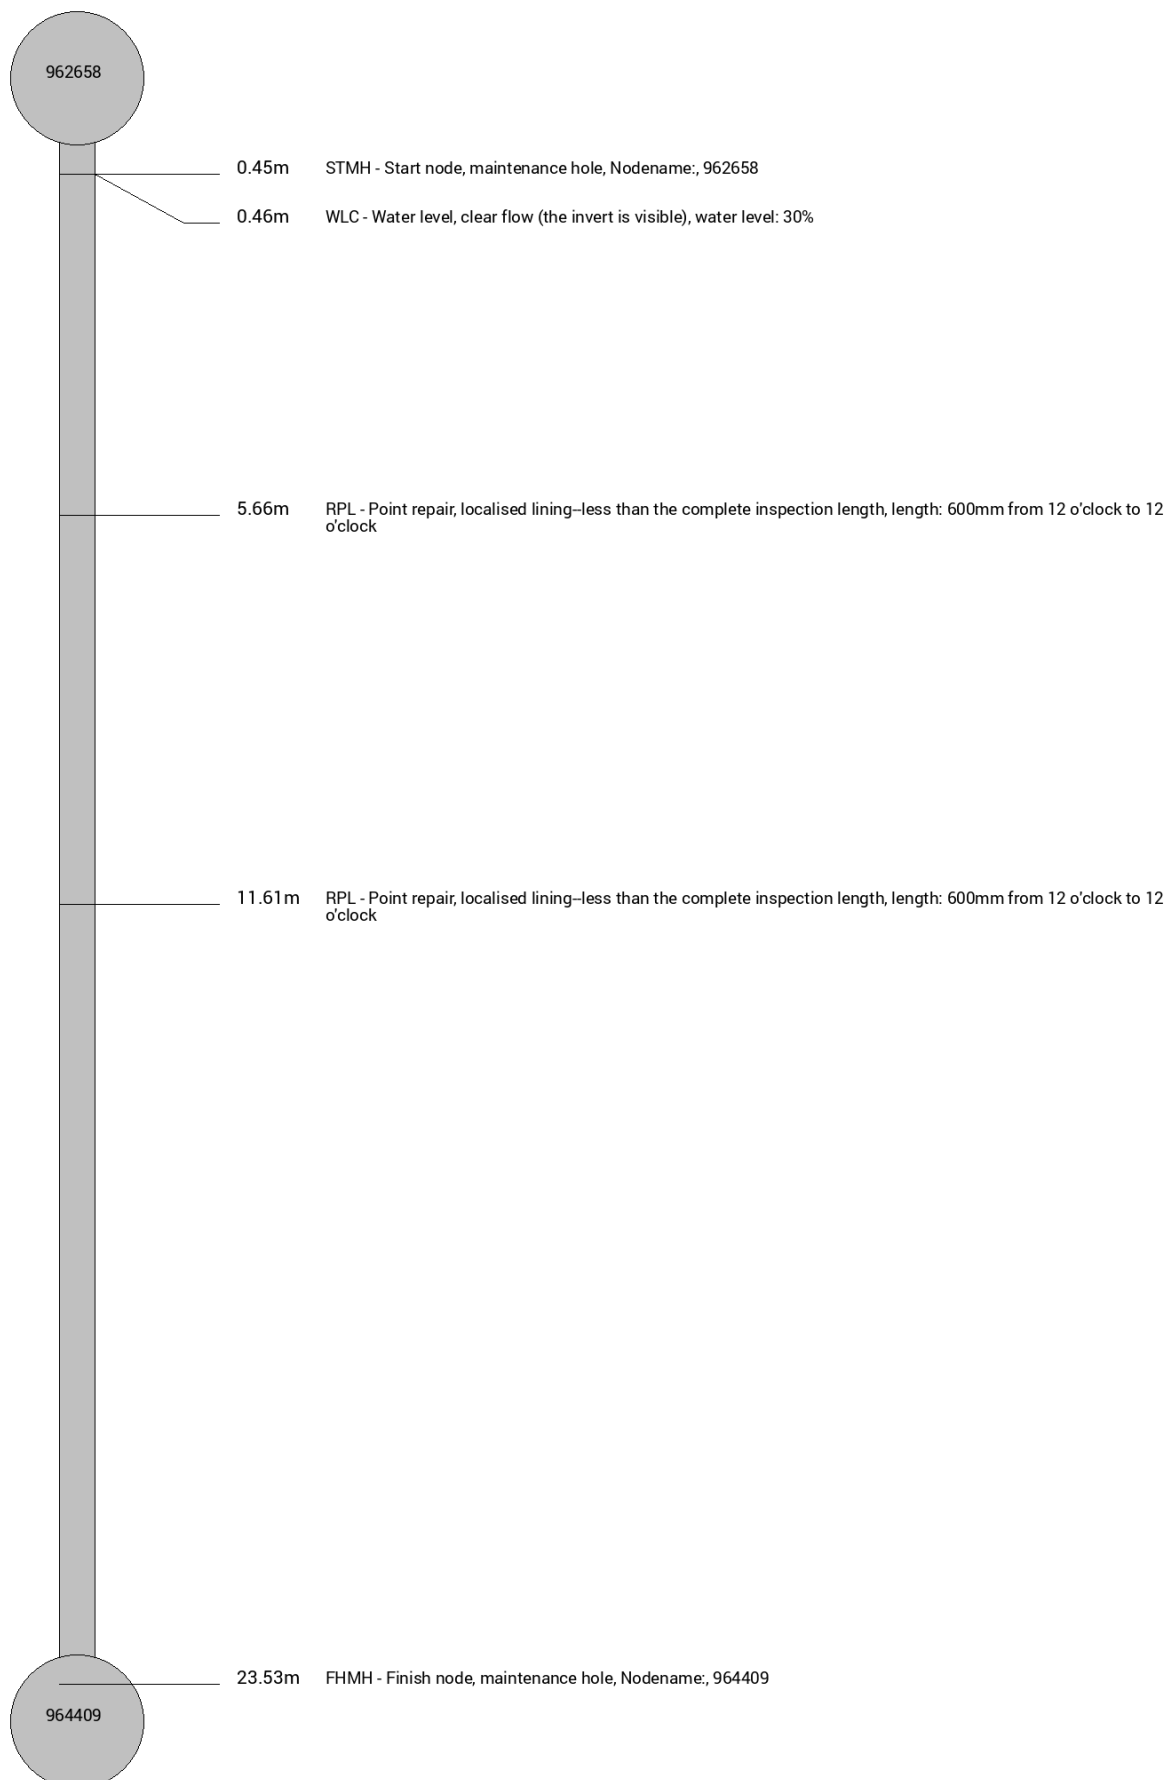 962658
0.45m STMH - Start node, maintenance hole, Nodename:, 962658
0.46m WLC - Water level, clear flow (the invert is visible), water level: 30%
5.66m RPL - Point repair, localised lining--less than the complete inspection length, length: 600mm from 12 o'clock to 12
o'clock
11.61m RPL - Point repair, localised lining--less than the complete inspection length, length: 600mm from 12 o'clock to 12
o'clock
23.53m FHMH - Finish node, maintenance hole, Nodename:, 964409
964409